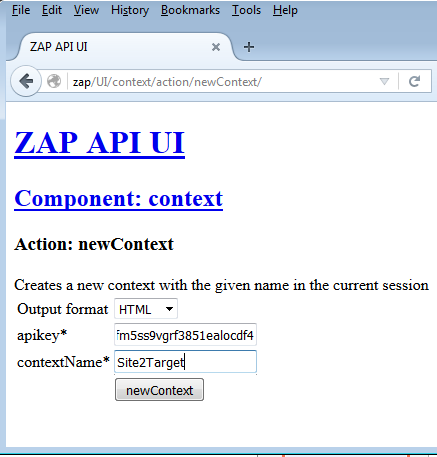 File Edit View History Bookmarks Tools Help
ZAP API UI
zap/UI/context/action/newContext/
ZAP API UI
Component: context
Action: newContext
Creates a new context with the given name in the current session
Output format HTML
apikey* fm5ss9vgrf3851ealocdf4
contextName* Site2Target
newContext